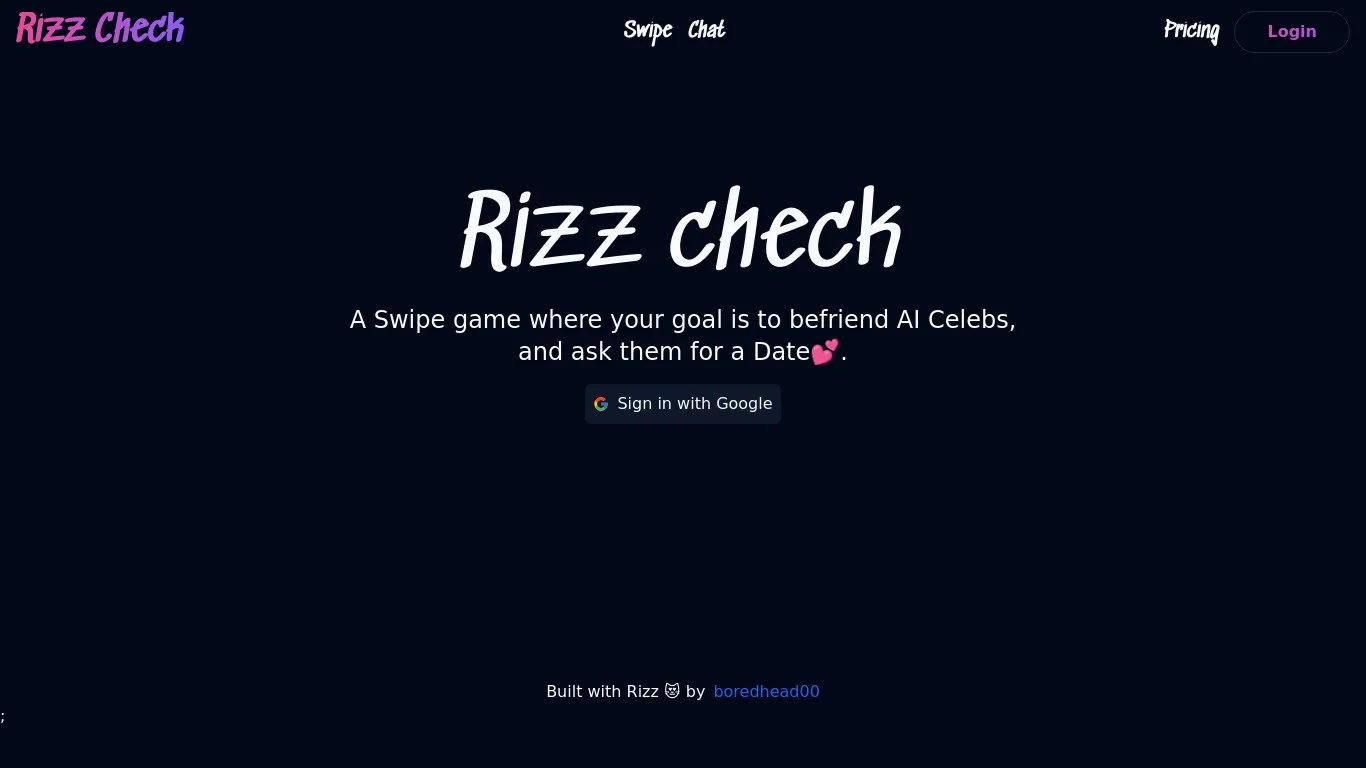 Rizz Check
Swipe Chat
Pricing
Login
Rizz check
A Swipe game where your goal is to befriend AI Celebs,
and ask them for a Date💕.
Sign in with Google
Built with Rizz 😻 by boredhead00
;